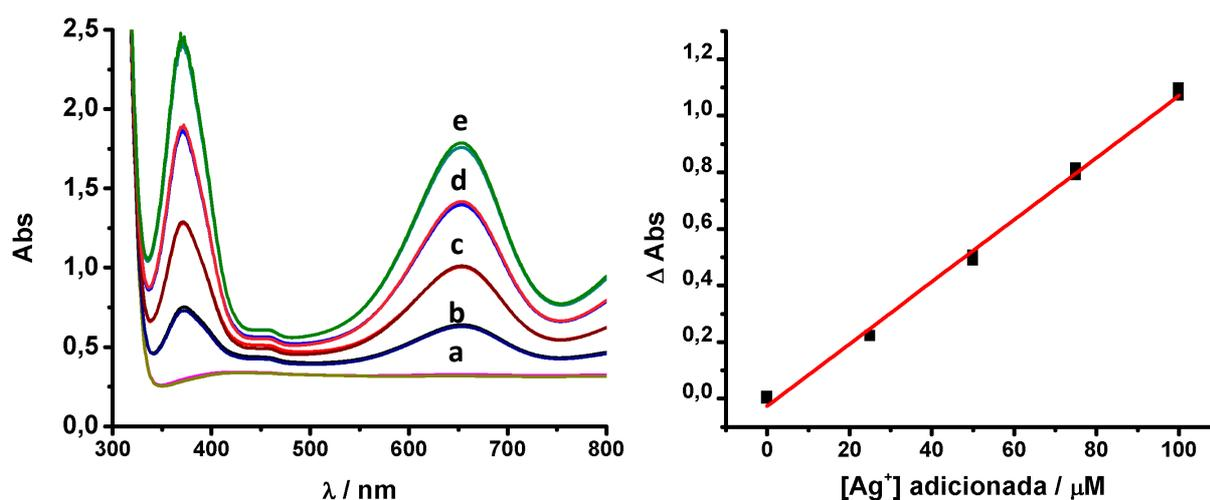 2,5
2,0
1,5
1,0
0,5
0,0
Abs
e
d
c
b
a
300 400 500 600 700 800
λ / nm
1,2
1,0
0,8
0,6
0,4
0,2
0,0
Δ Abs
0 20 40 60 80 100
[Ag⁺] adicionada / μM